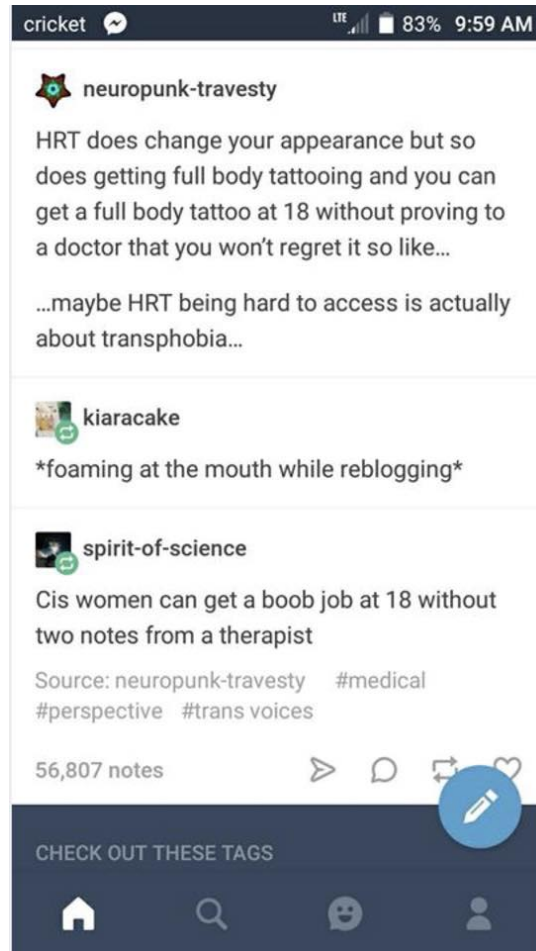 cricket LTE 83% 9:59 AM
neuropunk-travesty
HRT does change your appearance but so
does getting full body tattooing and you can
get a full body tattoo at 18 without proving to
a doctor that you won’t regret it so like…
…maybe HRT being hard to access is actually
about transphobia…
kiaracake
*foaming at the mouth while reblogging*
spirit-of-science
Cis women can get a boob job at 18 without
two notes from a therapist
Source: neuropunk-travesty #medical
#perspective #trans voices
56,807 notes
CHECK OUT THESE TAGS